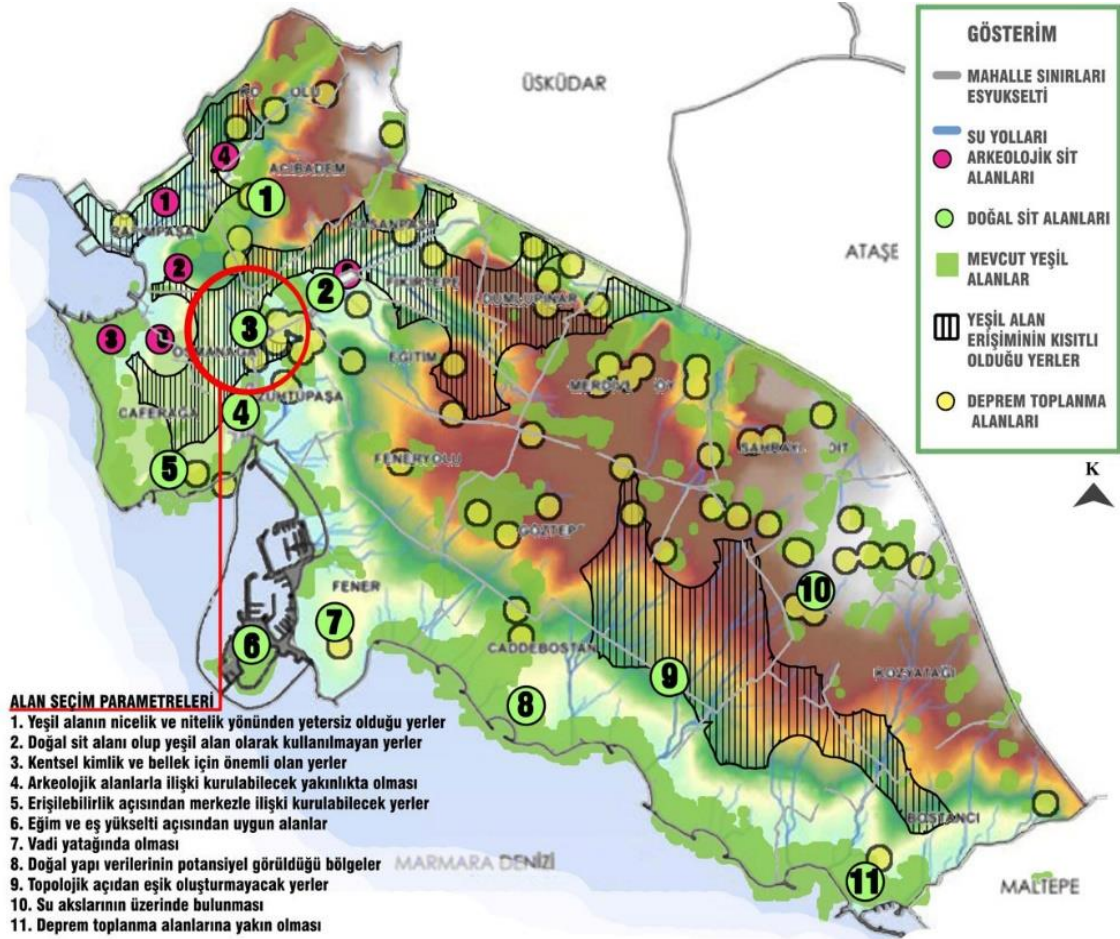 GÖSTERİM
MAHALLE SINIRLARI
ESYUKSELTİ
SU YOLLARI
ARKEOLOJİK SİT
ALANLARI
DOĞAL SİT ALANLARI
MEVCUT YEŞİL
ALANLAR
YEŞİL ALAN
ERİŞİMİNİN KISITLI
OLDUĞU YERLER
DEPREM TOPLANMA
ALANLARI
K
ÜSKÜDAR
ATAŞE
MALTEPE
MARMARA DENİZİ
4
ACIBADEM
1
1
RASIMPAŞA
HASANPAŞA
2
2
FIKIRTEPE
DUMLUPINAR
3
3
OSMANAĞA
EĞİTİM
ZÜHTÜPAŞA
CAFERAĞA
4
5
FENERYOLU
GÖZTEP
FENER
7
6
CADDEBOSTAN
8
9
10
KOZYATAĞI
BOSTANCI
11
ALAN SEÇİM PARAMETRELERİ
1. Yeşil alanın nicelik ve nitelik yönünden yetersiz olduğu yerler
2. Doğal sit alanı olup yeşil alan olarak kullanılmayan yerler
3. Kentsel kimlik ve bellek için önemli olan yerler
4. Arkeolojik alanlarla ilişki kurulabilecek yakınlıkta olması
5. Erişilebilirlik açısından merkezle ilişki kurulabilecek yerler
6. Eğim ve eş yükselti açısından uygun alanlar
7. Vadi yatağında olması
8. Doğal yapı verilerinin potansiyel görüldüğü bölgeler
9. Topolojik açıdan eşik oluşturmayacak yerler
10. Su akslarının üzerinde bulunması
11. Deprem toplanma alanlarına yakın olması